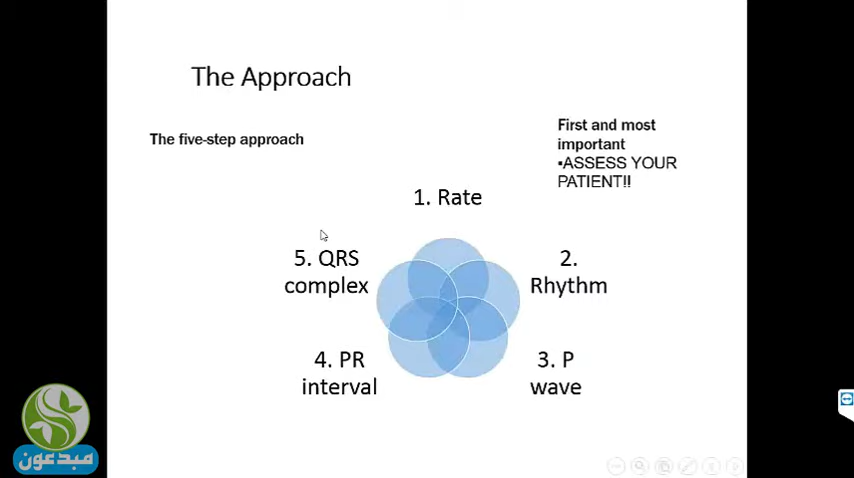 The Approach
The five-step approach
First and most
important
▪ASSESS YOUR
PATIENT!!
1. Rate
2.
Rhythm
3. P
wave
4. PR
interval
5. QRS
complex
مبدعون